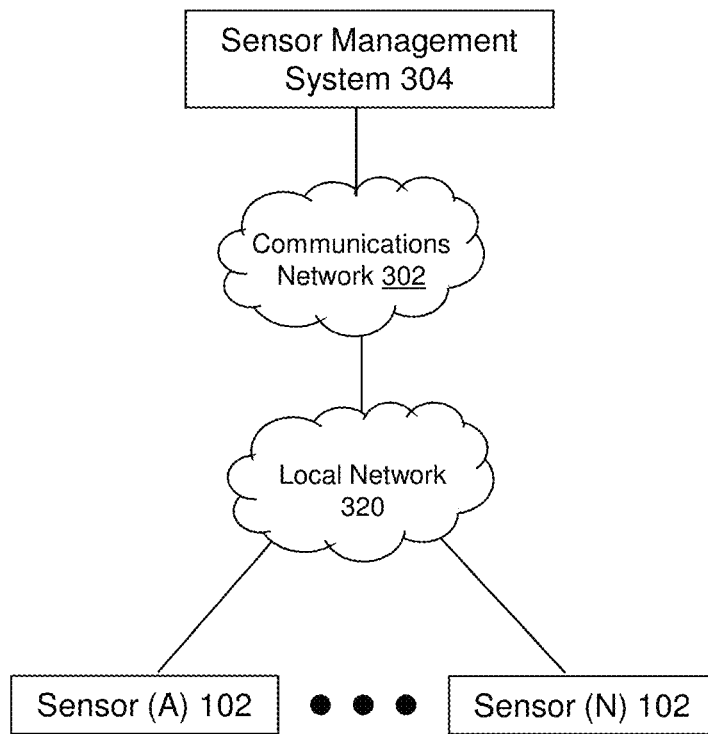 Sensor Management
System 304
Communications
Network 302
Local Network
320
Sensor (A) 102
Sensor (N) 102